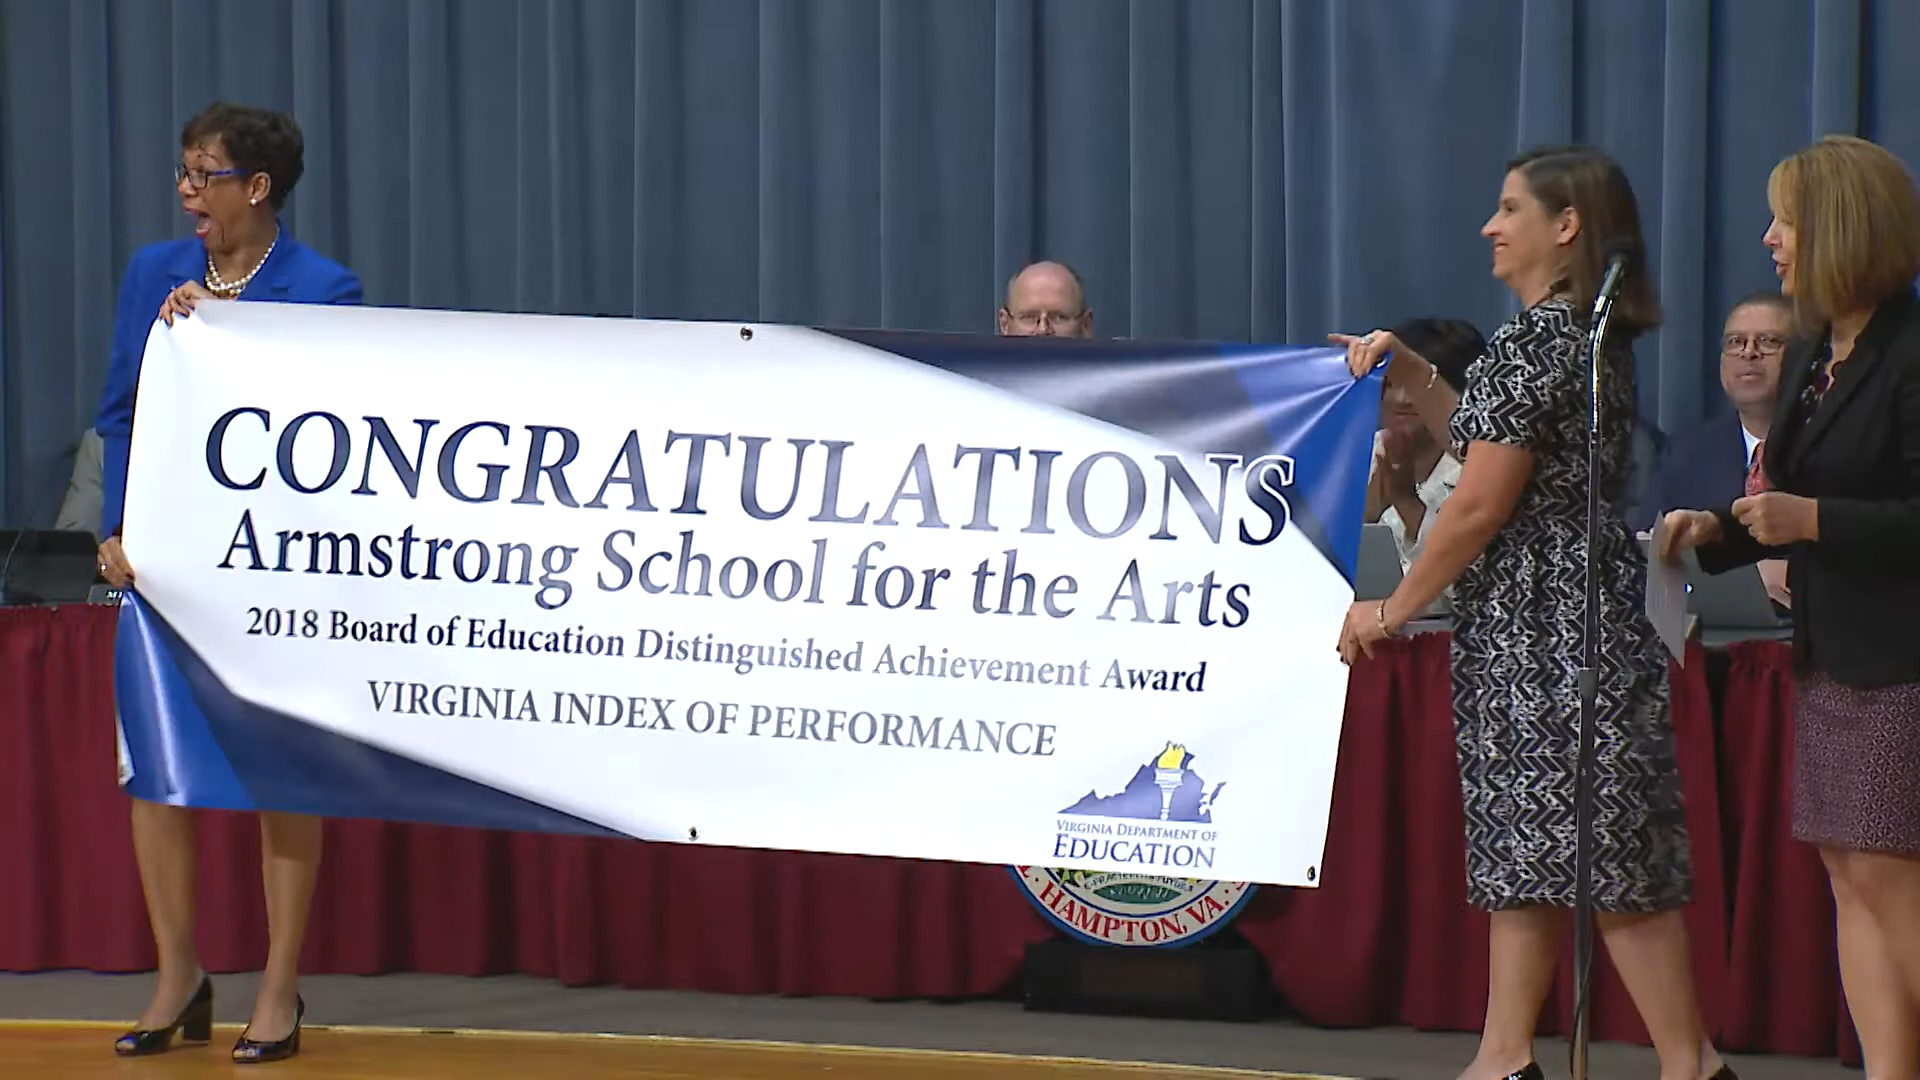 CONGRATULATIONS
Armstrong School for the Arts
2018 Board of Education Distinguished Achievement Award
VIRGINIA INDEX OF PERFORMANCE
VIRGINIA DEPARTMENT OF
EDUCATION
HAMPTON, VA.